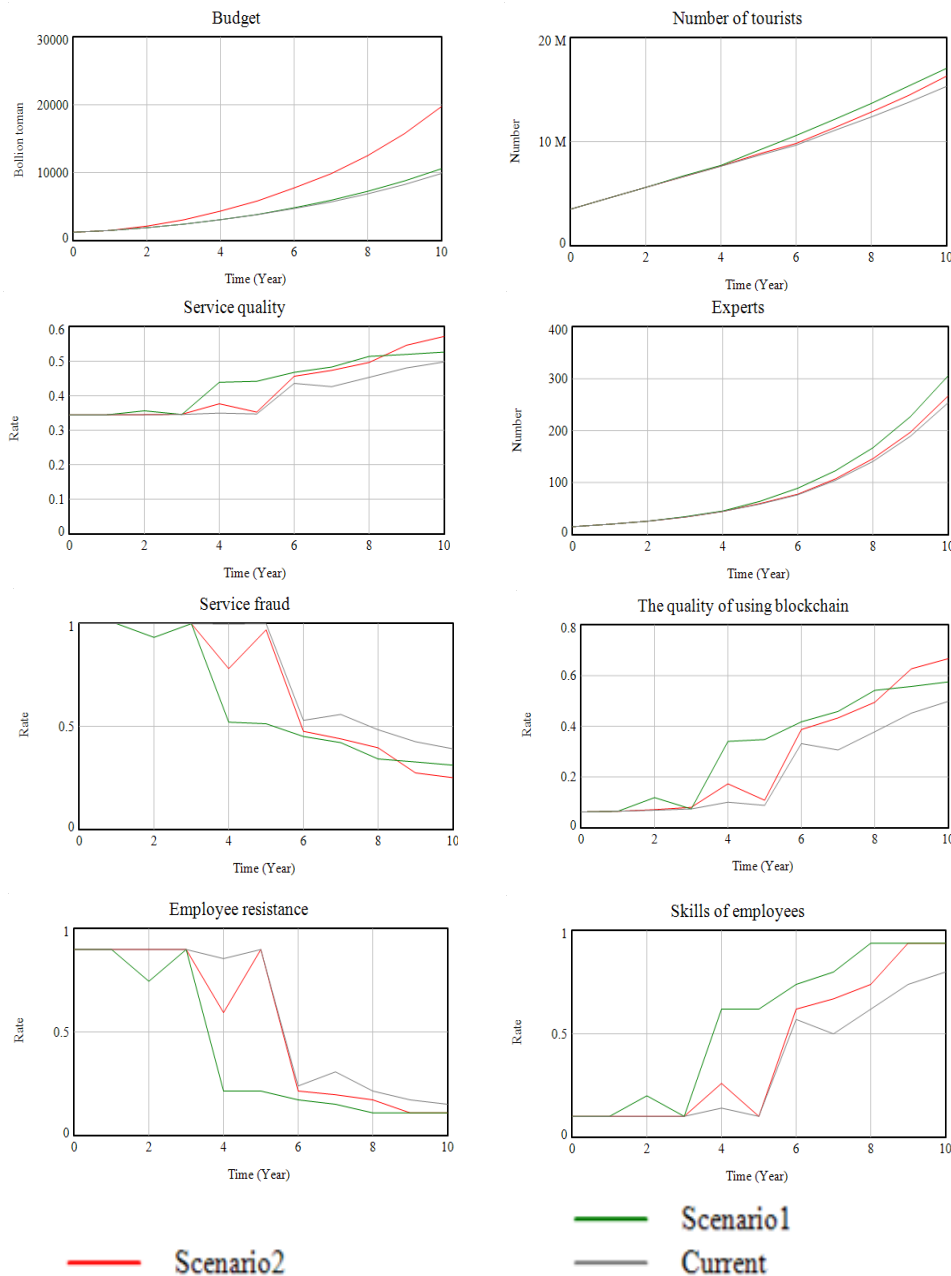 Budget
30000
20000
10000
0
Bollion toman
0 2 4 6 8 10
Time (Year)
Number of tourists
20 M
10 M
0
Number
0 2 4 6 8 10
Time (Year)
Service quality
0.6
0.5
0.4
0.3
0.2
0.1
0
Rate
0 2 4 6 8 10
Time (Year)
Experts
400
300
200
100
0
Number
0 2 4 6 8 10
Time (Year)
Service fraud
1
0.5
0
Rate
0 2 4 6 8 10
Time (Year)
The quality of using blockchain
0.8
0.6
0.4
0.2
0
Rate
0 2 4 6 8 10
Time (Year)
Employee resistance
1
0.5
0
Rate
0 2 4 6 8 10
Time (Year)
Skills of employees
1
0.5
0
Rate
0 2 4 6 8 10
Time (Year)
Scenario1
Scenario2
Current